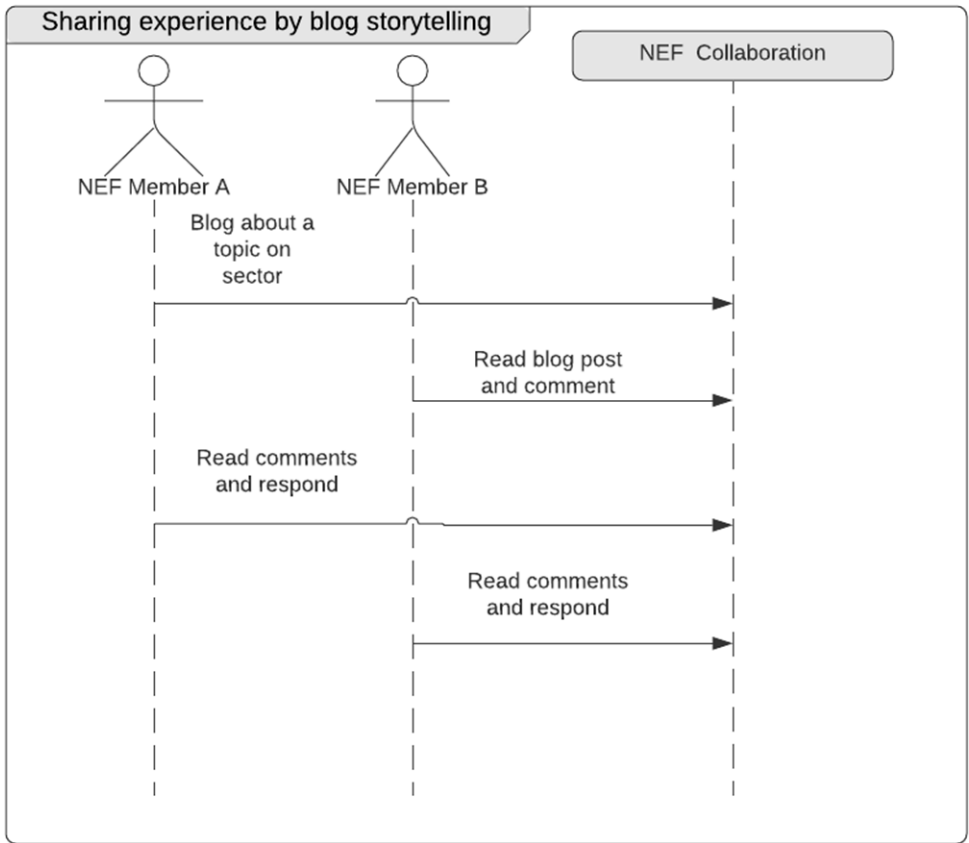 Sharing experience by blog storytelling
NEF Collaboration
NEF Member A
NEF Member B
Blog about a
topic on
sector
Read blog post
and comment
Read comments
and respond
Read comments
and respond